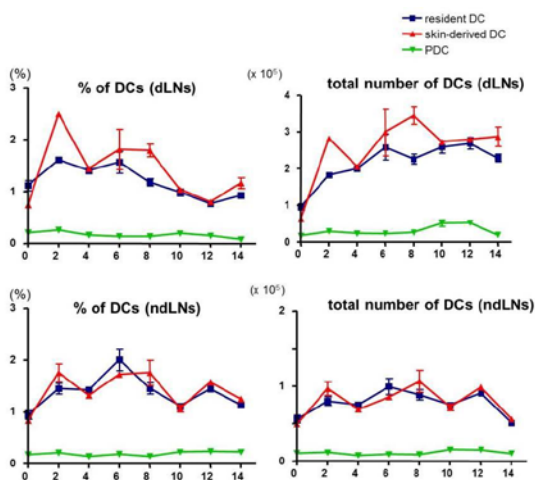 resident DC
skin-derived DC
PDC
(%)
% of DCs (dLNs)
3
2
1
0
0 2 4 6 8 10 12 14
(x 10⁵)
total number of DCs (dLNs)
4
3
2
1
0
0 2 4 6 8 10 12 14
(%)
% of DCs (ndLNs)
3
2
1
0
0 2 4 6 8 10 12 14
(x 10⁵)
total number of DCs (ndLNs)
2
1
0
0 2 4 6 8 10 12 14